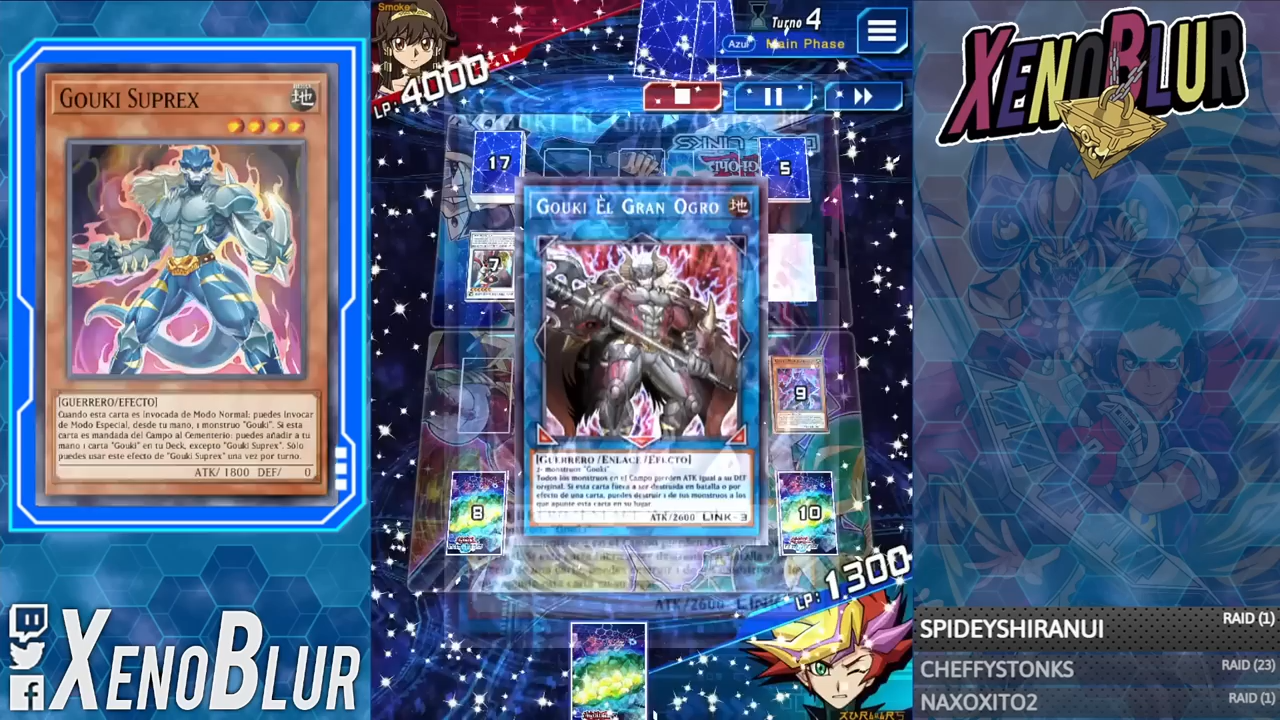 GOUKI SUPREX
[GUERRERO/EFECTO]
Cuando esta carta es invocada de Modo Normal: puedes invocar
de Modo Especial, desde tu mano, 1 monstruo "Gouki". Si esta
carta es mandada del Campo al Cementerio: puedes añadir a tu
mano 1 carta "Gouki" en tu Deck, excepto "Gouki Suprex". Sólo
puedes usar este efecto de "Gouki Suprex" una vez por turno.
ATK/ 1800 DEF/ 0
XENOBLUR
Smoke
LP: 4000
Turno 4
Azul
Main Phase
17
5
7
9
8
10
GOUKI EL GRAN OGRO
[GUERRERO/ENLACE/EFECTO]
2+ monstruos "Gouki"
Todos los monstruos en el Campo pierden ATK igual a su DEF
original. Si esta carta fuera a ser destruida en batalla o por
efecto de una carta, puedes destruir 1 de tus monstruos a los
que apunte esta carta en su lugar.
ATK/2600 LINK-3
LP: 1300
XENOBLUR
SPIDEYSHIRANUI RAID (1)
CHEFFYSTONKS RAID (23)
NAXOXITO2 RAID (1)